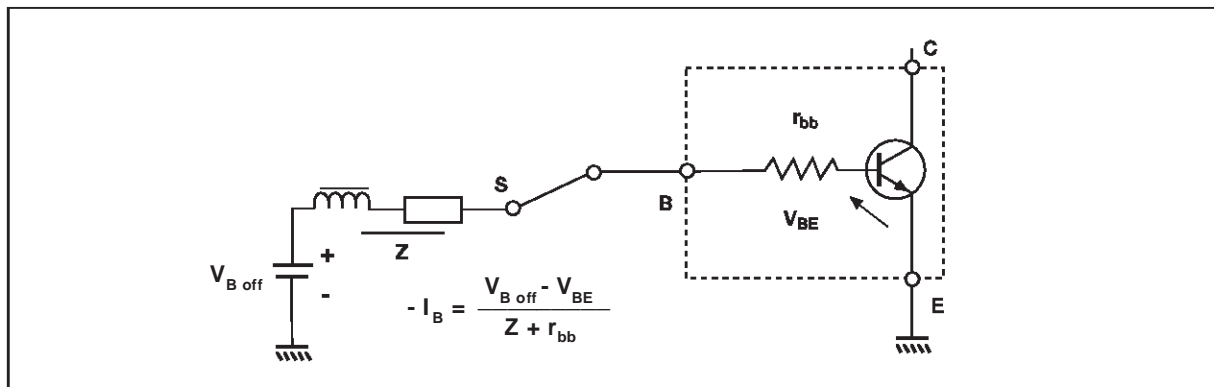 C
r_bb
S
B
V_BE
+
Z
V_B off
-
E
- I_B = V_B off - V_BE / Z + r_bb